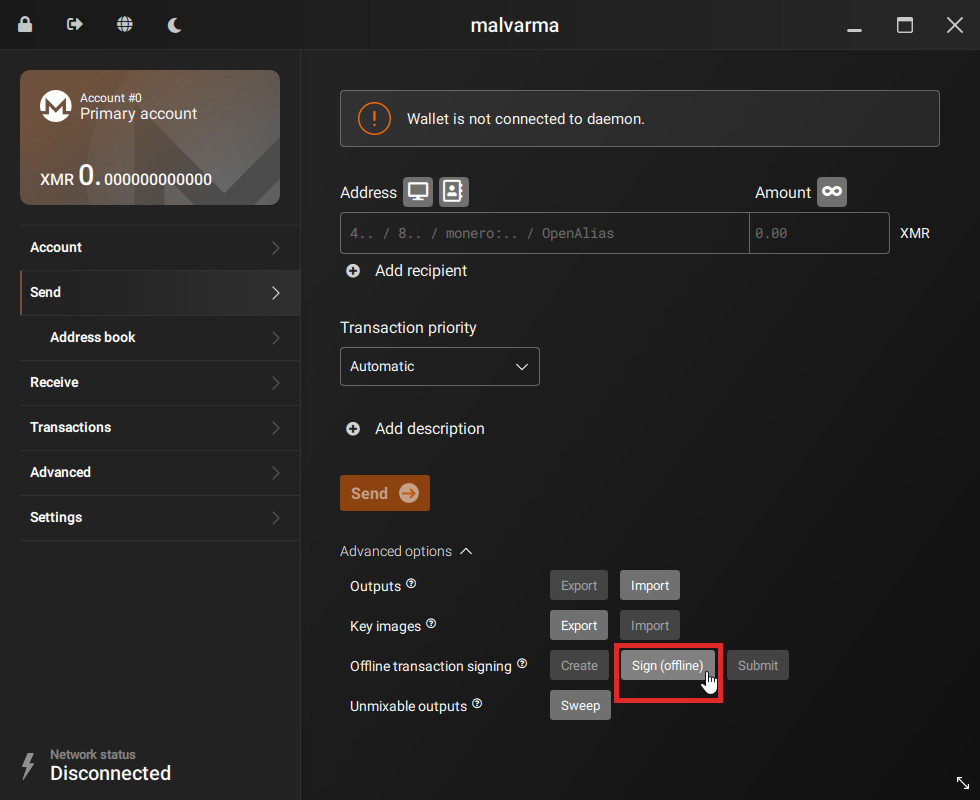 malvarma
Account #0
Primary account
XMR 0.000000000000
Account
Send
Address book
Receive
Transactions
Advanced
Settings
Network status
Disconnected
Wallet is not connected to daemon.
Address Amount
4.. / 8.. / monero:.. / OpenAlias 0.00 XMR
Add recipient
Transaction priority
Automatic
Add description
Send
Advanced options
Outputs Export Import
Key images Export Import
Offline transaction signing Create Sign (offline) Submit
Unmixable outputs Sweep